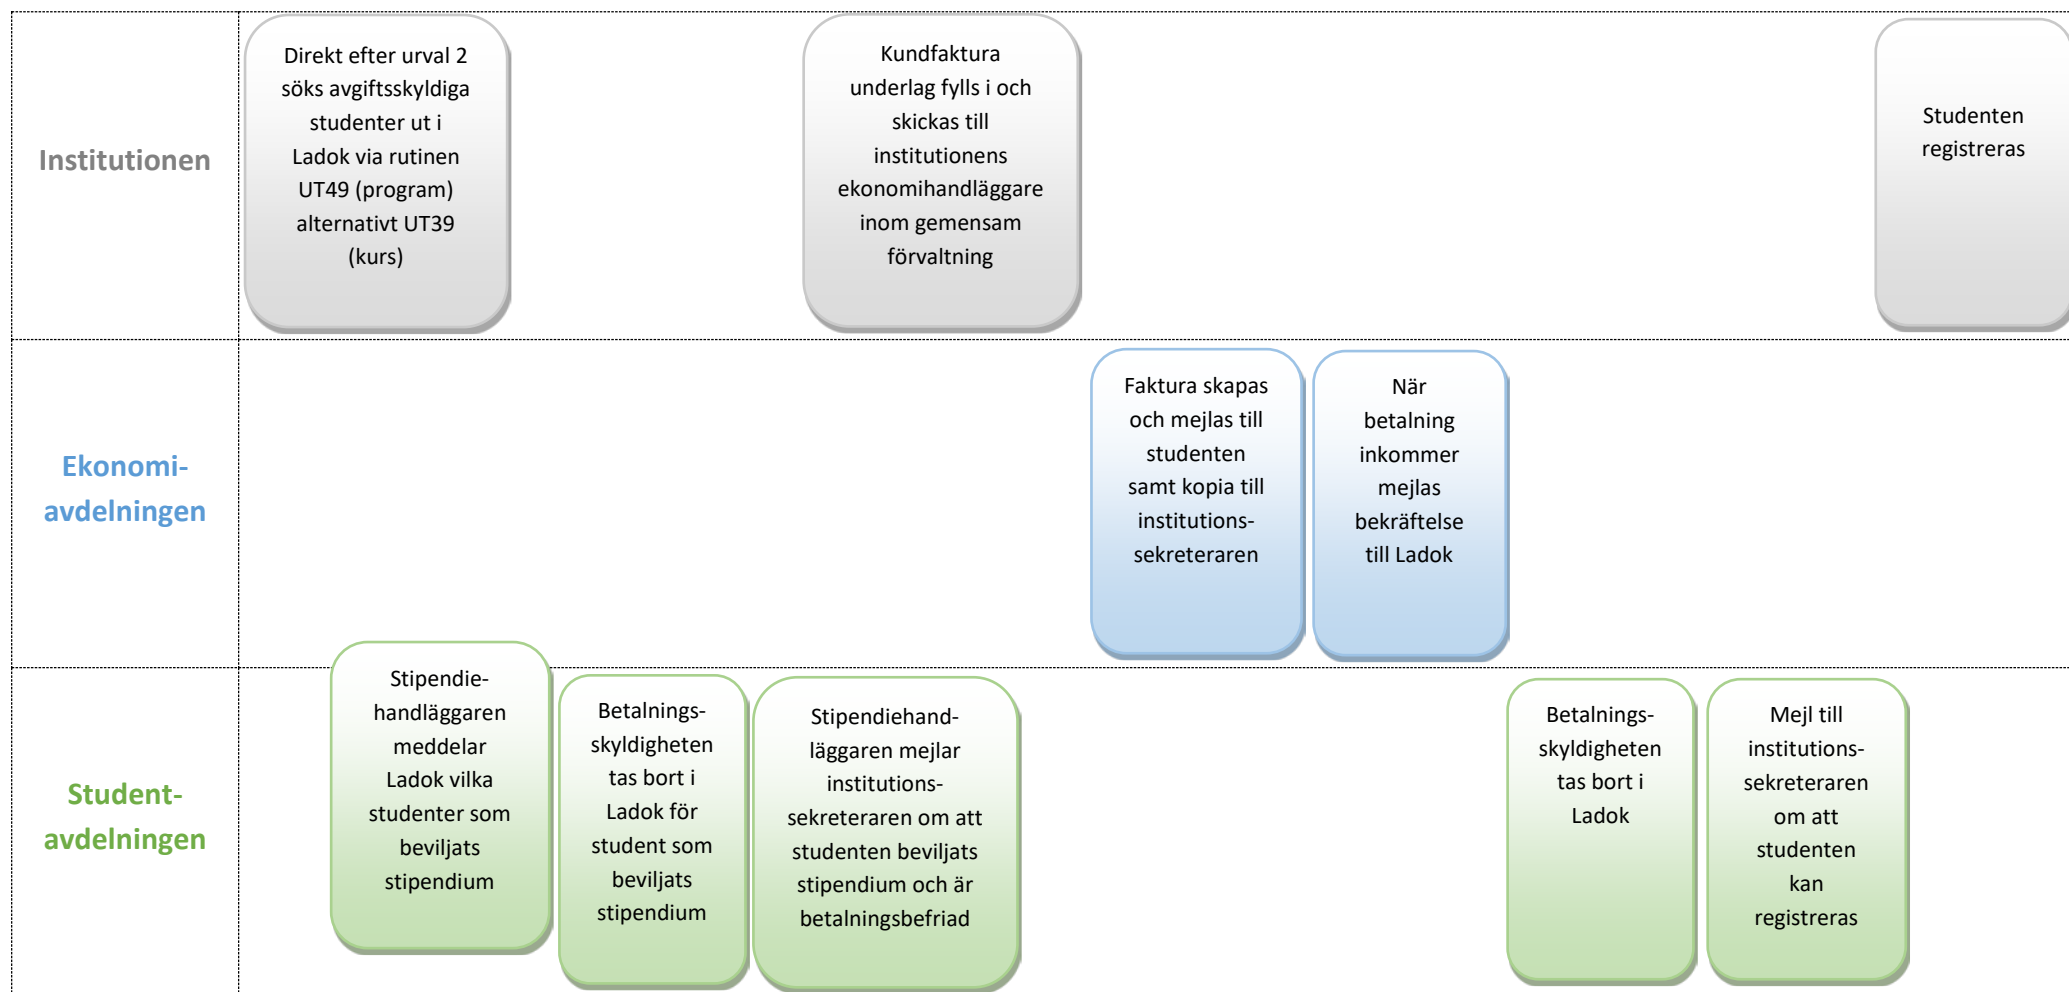 Institutionen
Direkt efter urval 2
söks avgiftsskyldiga
studenter ut i
Ladok via rutinen
UT49 (program)
alternativt UT39
(kurs)
Kundfaktura
underlag fylls i och
skickas till
institutionens
ekonomihandläggare
inom gemensam
förvaltning
Studenten
registreras
Ekonomi-
avdelningen
Faktura skapas
och mejlas till
studenten
samt kopia till
institutions-
sekreteraren
När
betalning
inkommer
mejlas
bekräftelse
till Ladok
Student-
avdelningen
Stipendie-
handläggaren
meddelar
Ladok vilka
studenter som
beviljats
stipendium
Betalnings-
skyldigheten
tas bort i
Ladok för
student som
beviljats
stipendium
Stipendiehand-
läggaren mejlar
institutions-
sekreteraren om att
studenten beviljats
stipendium och är
betalningsbefriad
Betalnings-
skyldigheten
tas bort i
Ladok
Mejl till
institutions-
sekreteraren
om att
studenten
kan
registreras